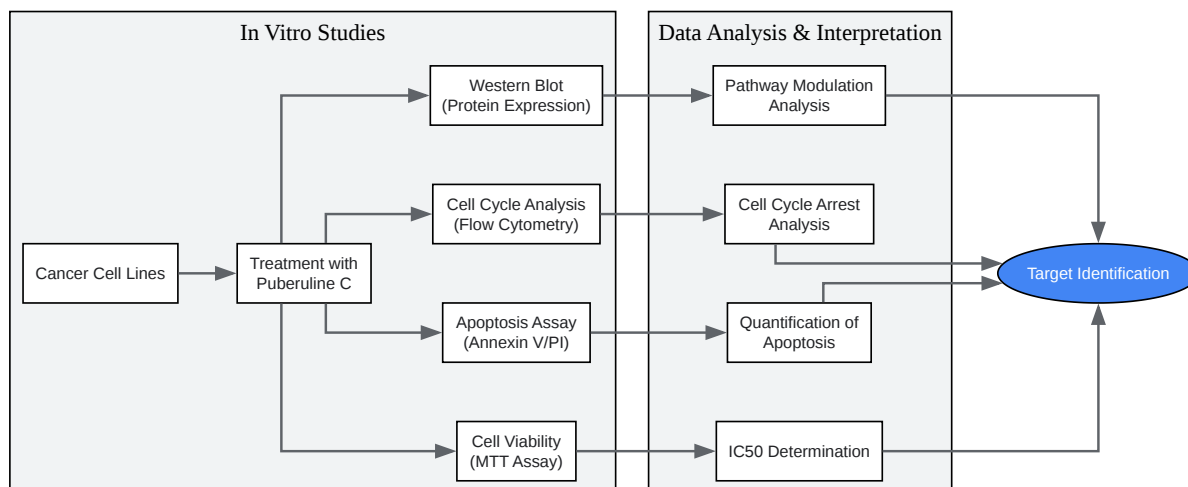 In Vitro Studies
Data Analysis & Interpretation
Western Blot
(Protein Expression)
Pathway Modulation
Analysis
Cell Cycle Analysis
(Flow Cytometry)
Cell Cycle Arrest
Analysis
Cancer Cell Lines
Treatment with
Puberuline C
Target Identification
Apoptosis Assay
(Annexin V/PI)
Quantification of
Apoptosis
Cell Viability
(MTT Assay)
IC50 Determination